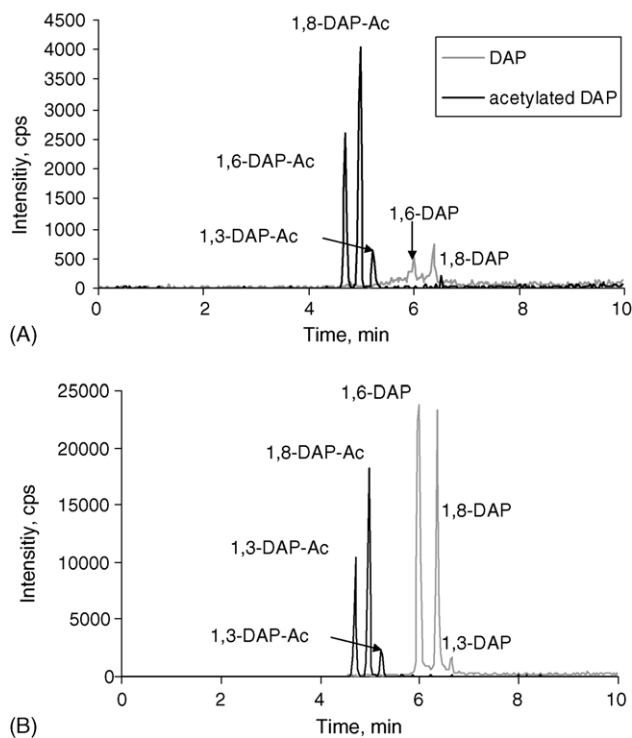 1,8-DAP-Ac
DAP
acetylated DAP
1,6-DAP-Ac
1,3-DAP-Ac
1,6-DAP
1,8-DAP
Intensitiy, cps
5000
4500
4000
3500
3000
2500
2000
1500
1000
500
0
0 2 4 6 8 10
Time, min
(A)
1,6-DAP
1,8-DAP-Ac
1,8-DAP
1,3-DAP-Ac
1,3-DAP-Ac
1,3-DAP
Intensitiy, cps
25000
20000
15000
10000
5000
0
0 2 4 6 8 10
Time, min
(B)